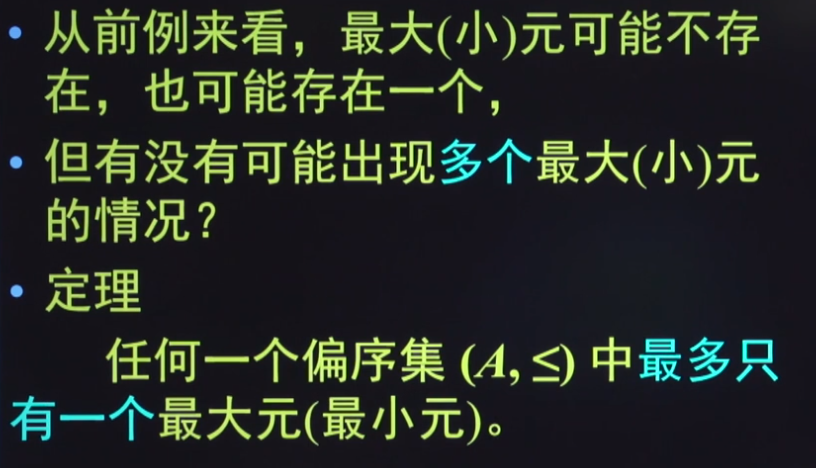 • 从前例来看，最大(小)元可能不存
在，也可能存在一个，
• 但有没有可能出现多个最大(小)元
的情况？
• 定理
任何一个偏序集 (A, ≤) 中最多只
有一个最大元(最小元)。